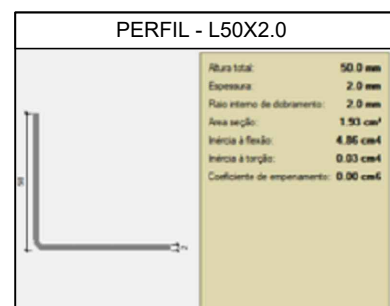 PERFIL - L50X2.0
Altura total: 50.0 mm
Espessura: 2.0 mm
Raio interno de dobramento: 2.0 mm
Área seção: 1.93 cm²
Inércia à flexão: 4.86 cm4
Inércia à torção: 0.03 cm4
Coeficiente de empenamento: 0.00 cm6
50
2